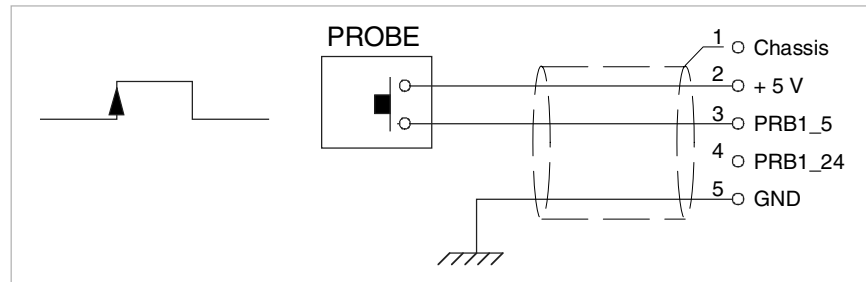 PROBE
1 Chassis
2 + 5 V
3 PRB1_5
4 PRB1_24
5 GND